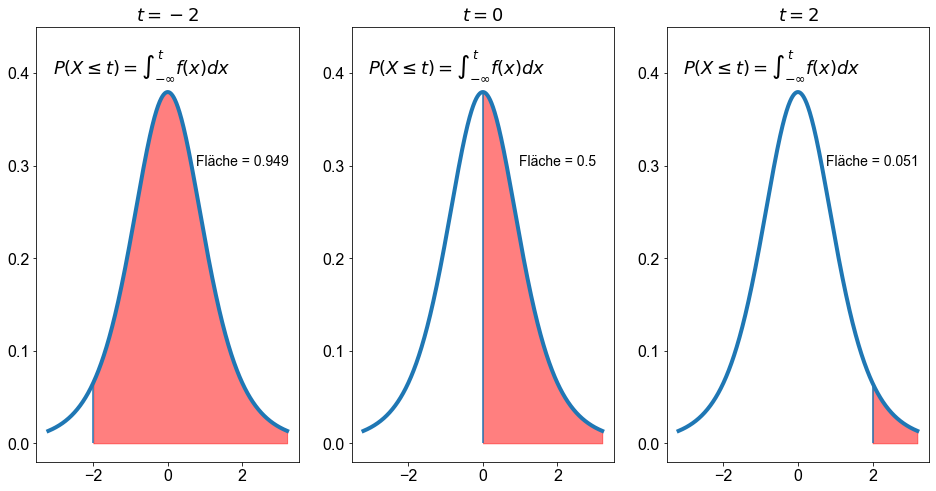 t = −2
P(X ≤ t) = ∫_{−∞}^{t} f(x)dx
Fläche = 0.949
0.4
0.3
0.2
0.1
0.0
−2 0 2
t = 0
P(X ≤ t) = ∫_{−∞}^{t} f(x)dx
Fläche = 0.5
0.4
0.3
0.2
0.1
0.0
−2 0 2
t = 2
P(X ≤ t) = ∫_{−∞}^{t} f(x)dx
Fläche = 0.051
0.4
0.3
0.2
0.1
0.0
−2 0 2